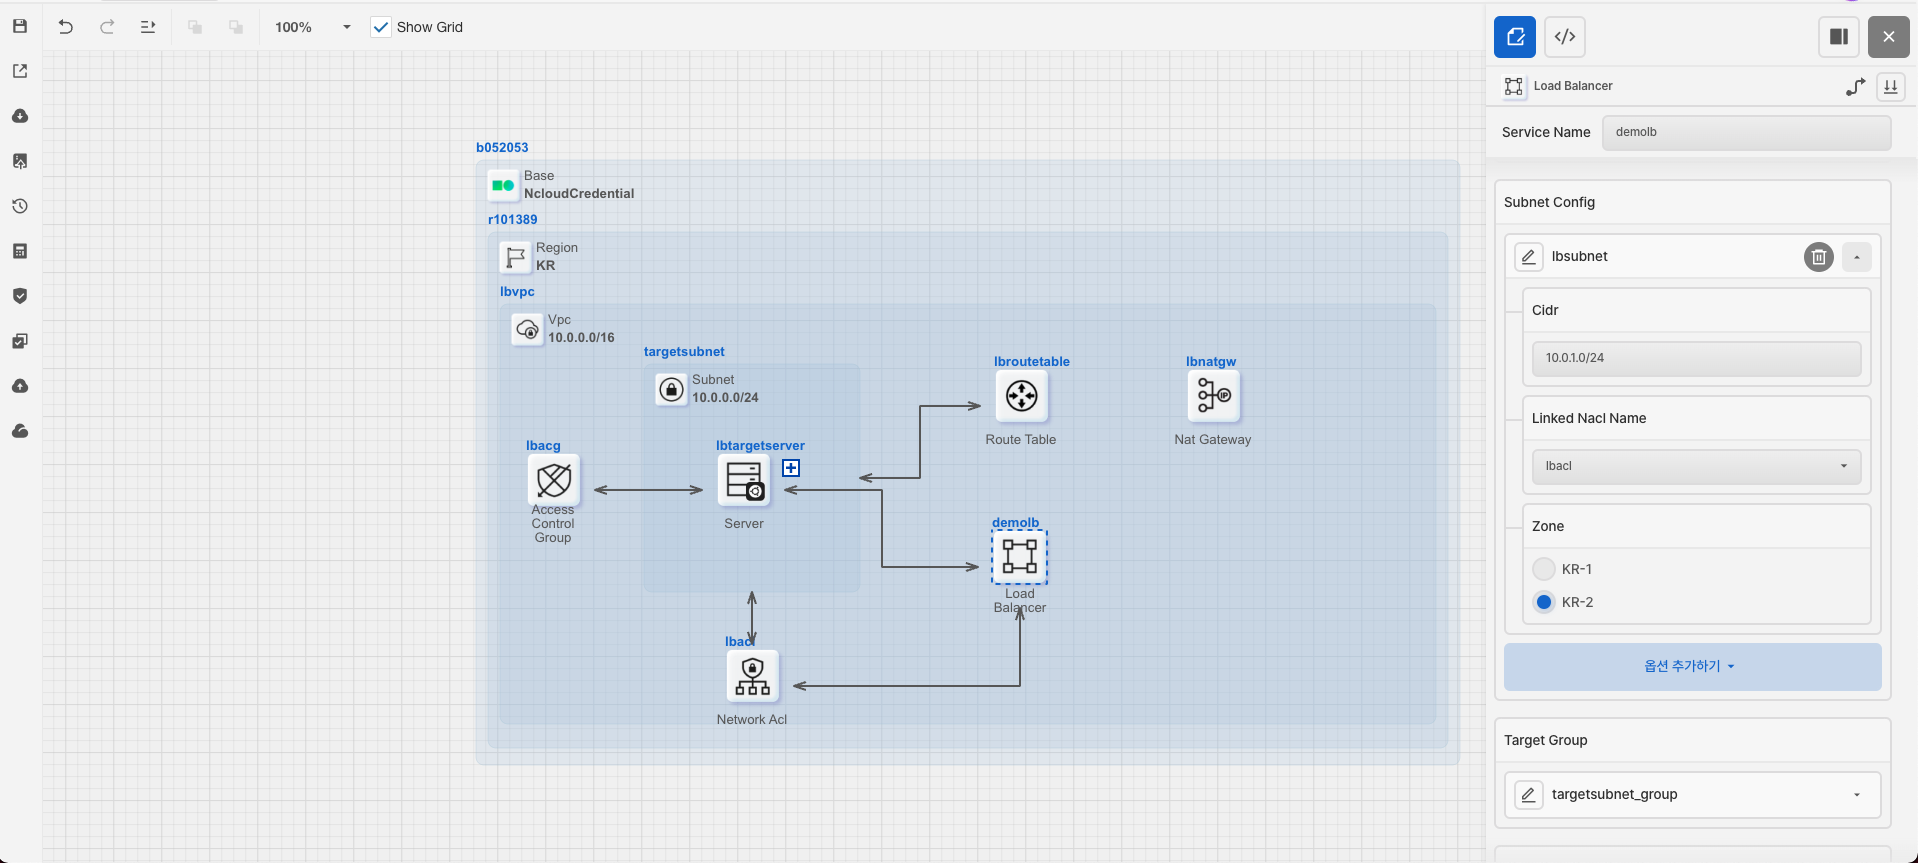 100%
Show Grid
b052053
Base
NcloudCredential
r101389
Region
KR
lbvpc
Vpc
10.0.0.0/16
targetsubnet
Subnet
10.0.0.0/24
lbroutetable
Route Table
lbnatgw
IP
Nat Gateway
lbacg
Access
Control
Group
lbtargetserver
Server
demolb
Load
Balancer
lbacl
Network Acl
</>
Load Balancer
Service Name
demolb
Subnet Config
lbsubnet
Cidr
10.0.1.0/24
Linked Nacl Name
lbacl
Zone
KR-1
KR-2
옵션 추가하기
Target Group
targetsubnet_group